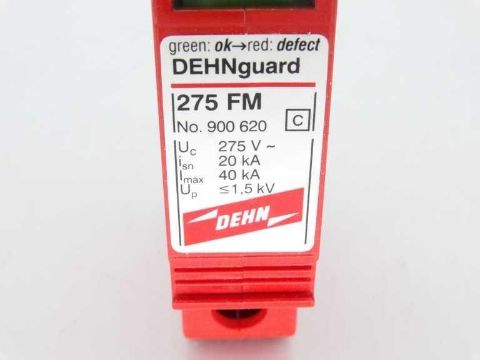 green: ok→red: defect
DEHNguard
275 FM
No. 900 620 C
Uc 275 V ~
isn 20 kA
Imax 40 kA
Up ≤1,5 kV
DEHN